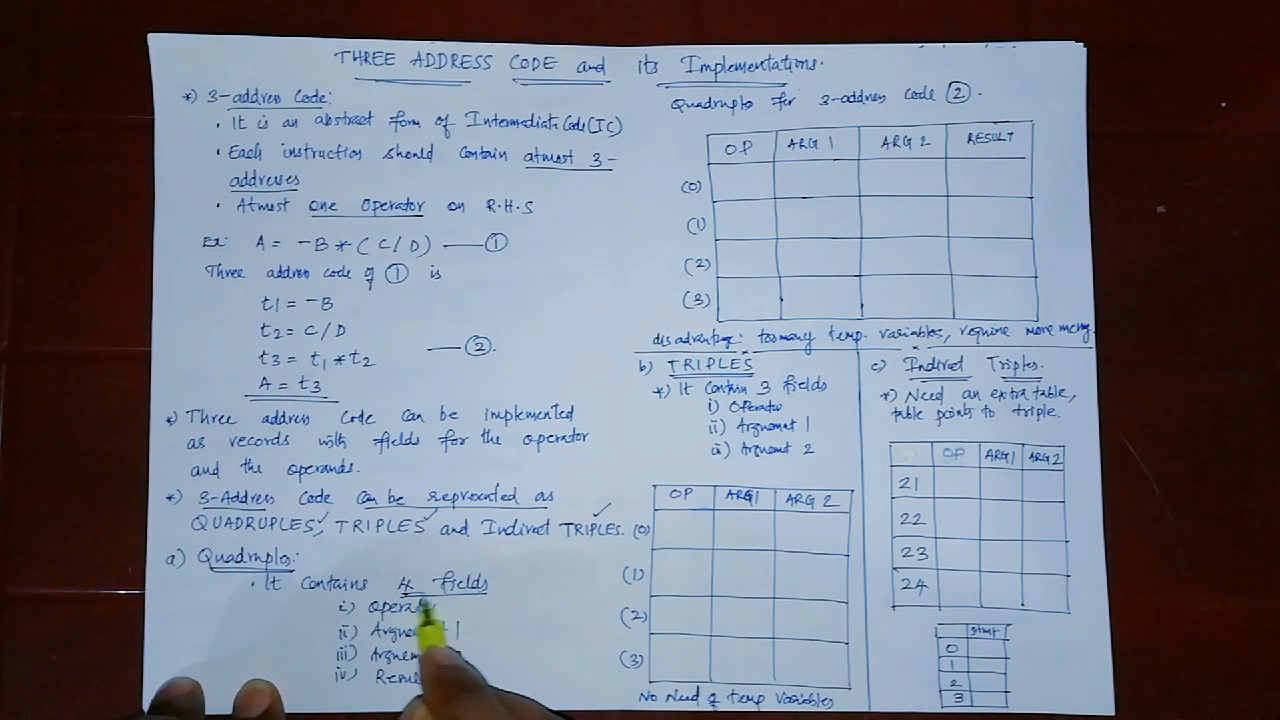 THREE ADDRESS CODE and its Implementations.
*) 3-address Code:
• It is an abstract form of Intermediate Code (IC)
• Each instruction should contain atmost 3-
addresses
• Atmost one operator on R.H.S
Ex: A = -B * ( C / D ) —— ①
Three address code of ① is
t1 = -B
t2 = C / D
t3 = t1 * t2 —— ②.
A = t3
*) Three address Code can be implemented
as records with fields for the operator
and the operands.
*) 3-Address Code can be represented as
QUADRUPLES, TRIPLES and Indirect TRIPLES.
a) Quadruples:
• It Contains 4 fields
i) Opera
ii) Argument 1
iii) Argumen
iv) Resul
Quadruples for 3-address code ②.
OP ARG 1 ARG 2 RESULT
(0)
(1)
(2)
(3)
disadvantage: too many temp. variables, require more memory.
b) TRIPLES
*) It Contain 3 fields
i) Operator
ii) Argument 1
iii) Argument 2
OP ARG1 ARG 2
(0)
(1)
(2)
(3)
No Need of temp variables
c) Indirect Triples.
*) Need an extra table,
table points to triple.
OP ARG1 ARG2
21
22
23
24
stmt
0
1
2
3